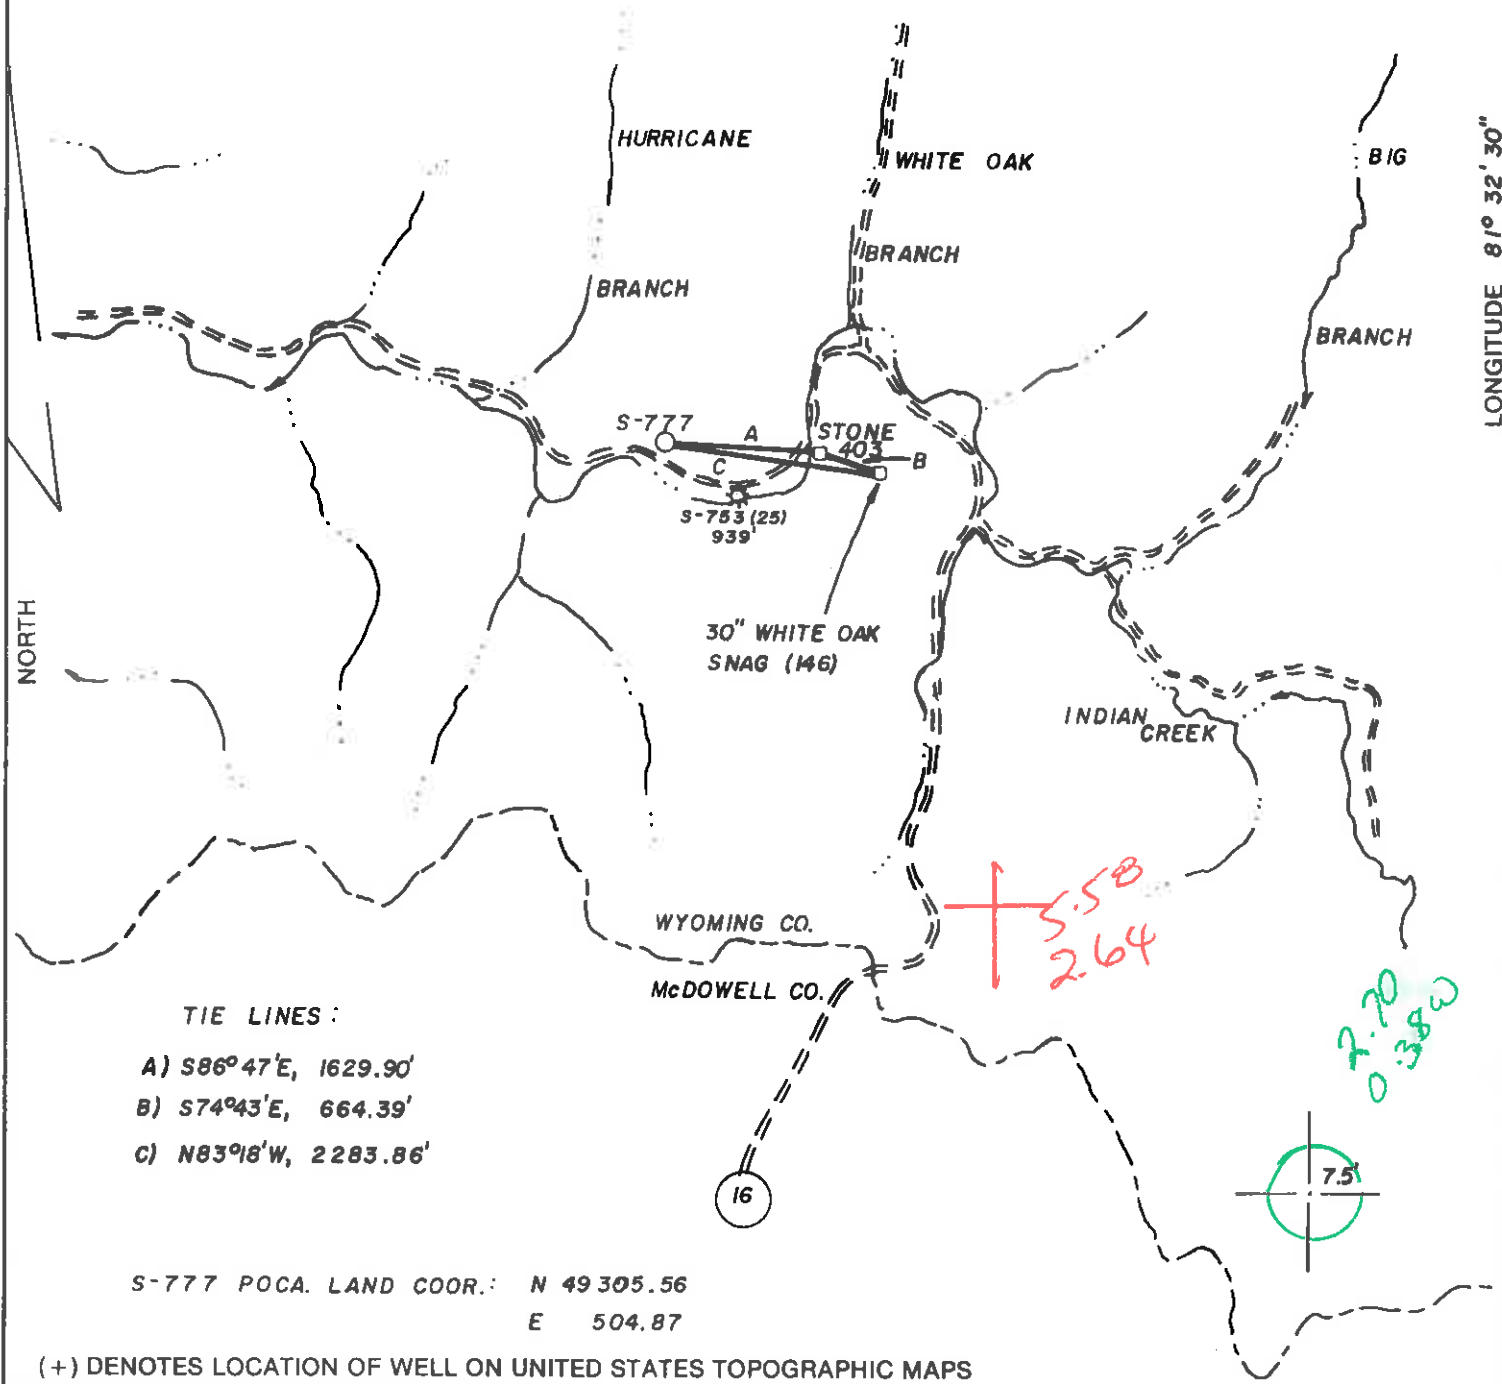 HURRICANE
BRANCH
WHITE OAK
BRANCH
BIG
BRANCH
LONGITUDE 81° 32' 30"
S-777
A
STONE
403
B
C
S-753 (25)
939'
30" WHITE OAK
SNAG (146)
NORTH
INDIAN
CREEK
WYOMING CO.
McDOWELL CO.
5.58
2.64
2.70
0.38
TIE LINES:
A) S86°47'E, 1629.90'
B) S74°43'E, 664.39'
C) N83°18'W, 2283.86'
16
7.5'
S-777 POCA. LAND COOR.: N 49305.56
E 504.87
(+) DENOTES LOCATION OF WELL ON UNITED STATES TOPOGRAPHIC MAPS